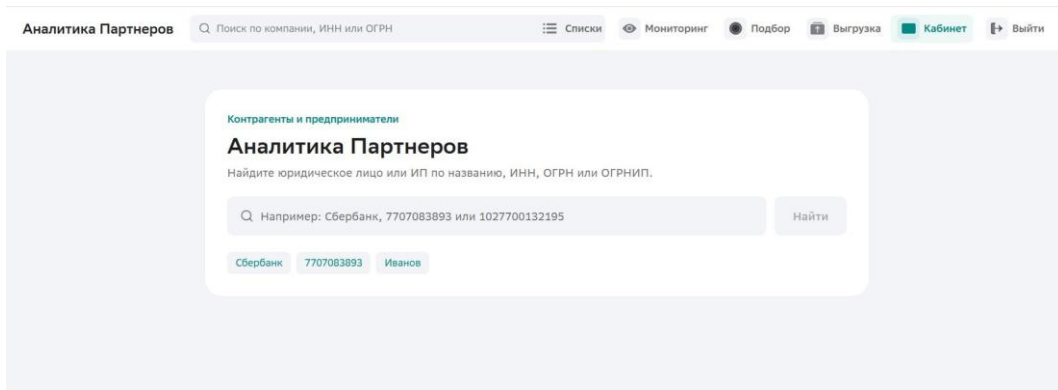 Аналитика Партнеров Поиск по компании, ИНН или ОГРН Списки Мониторинг Подбор Выгрузка Кабинет Выйти
Контрагенты и предприниматели
Аналитика Партнеров
Найдите юридическое лицо или ИП по названию, ИНН, ОГРН или ОГРНИП.
Например: Сбербанк, 7707083893 или 1027700132195 Найти
Сбербанк 7707083893 Иванов